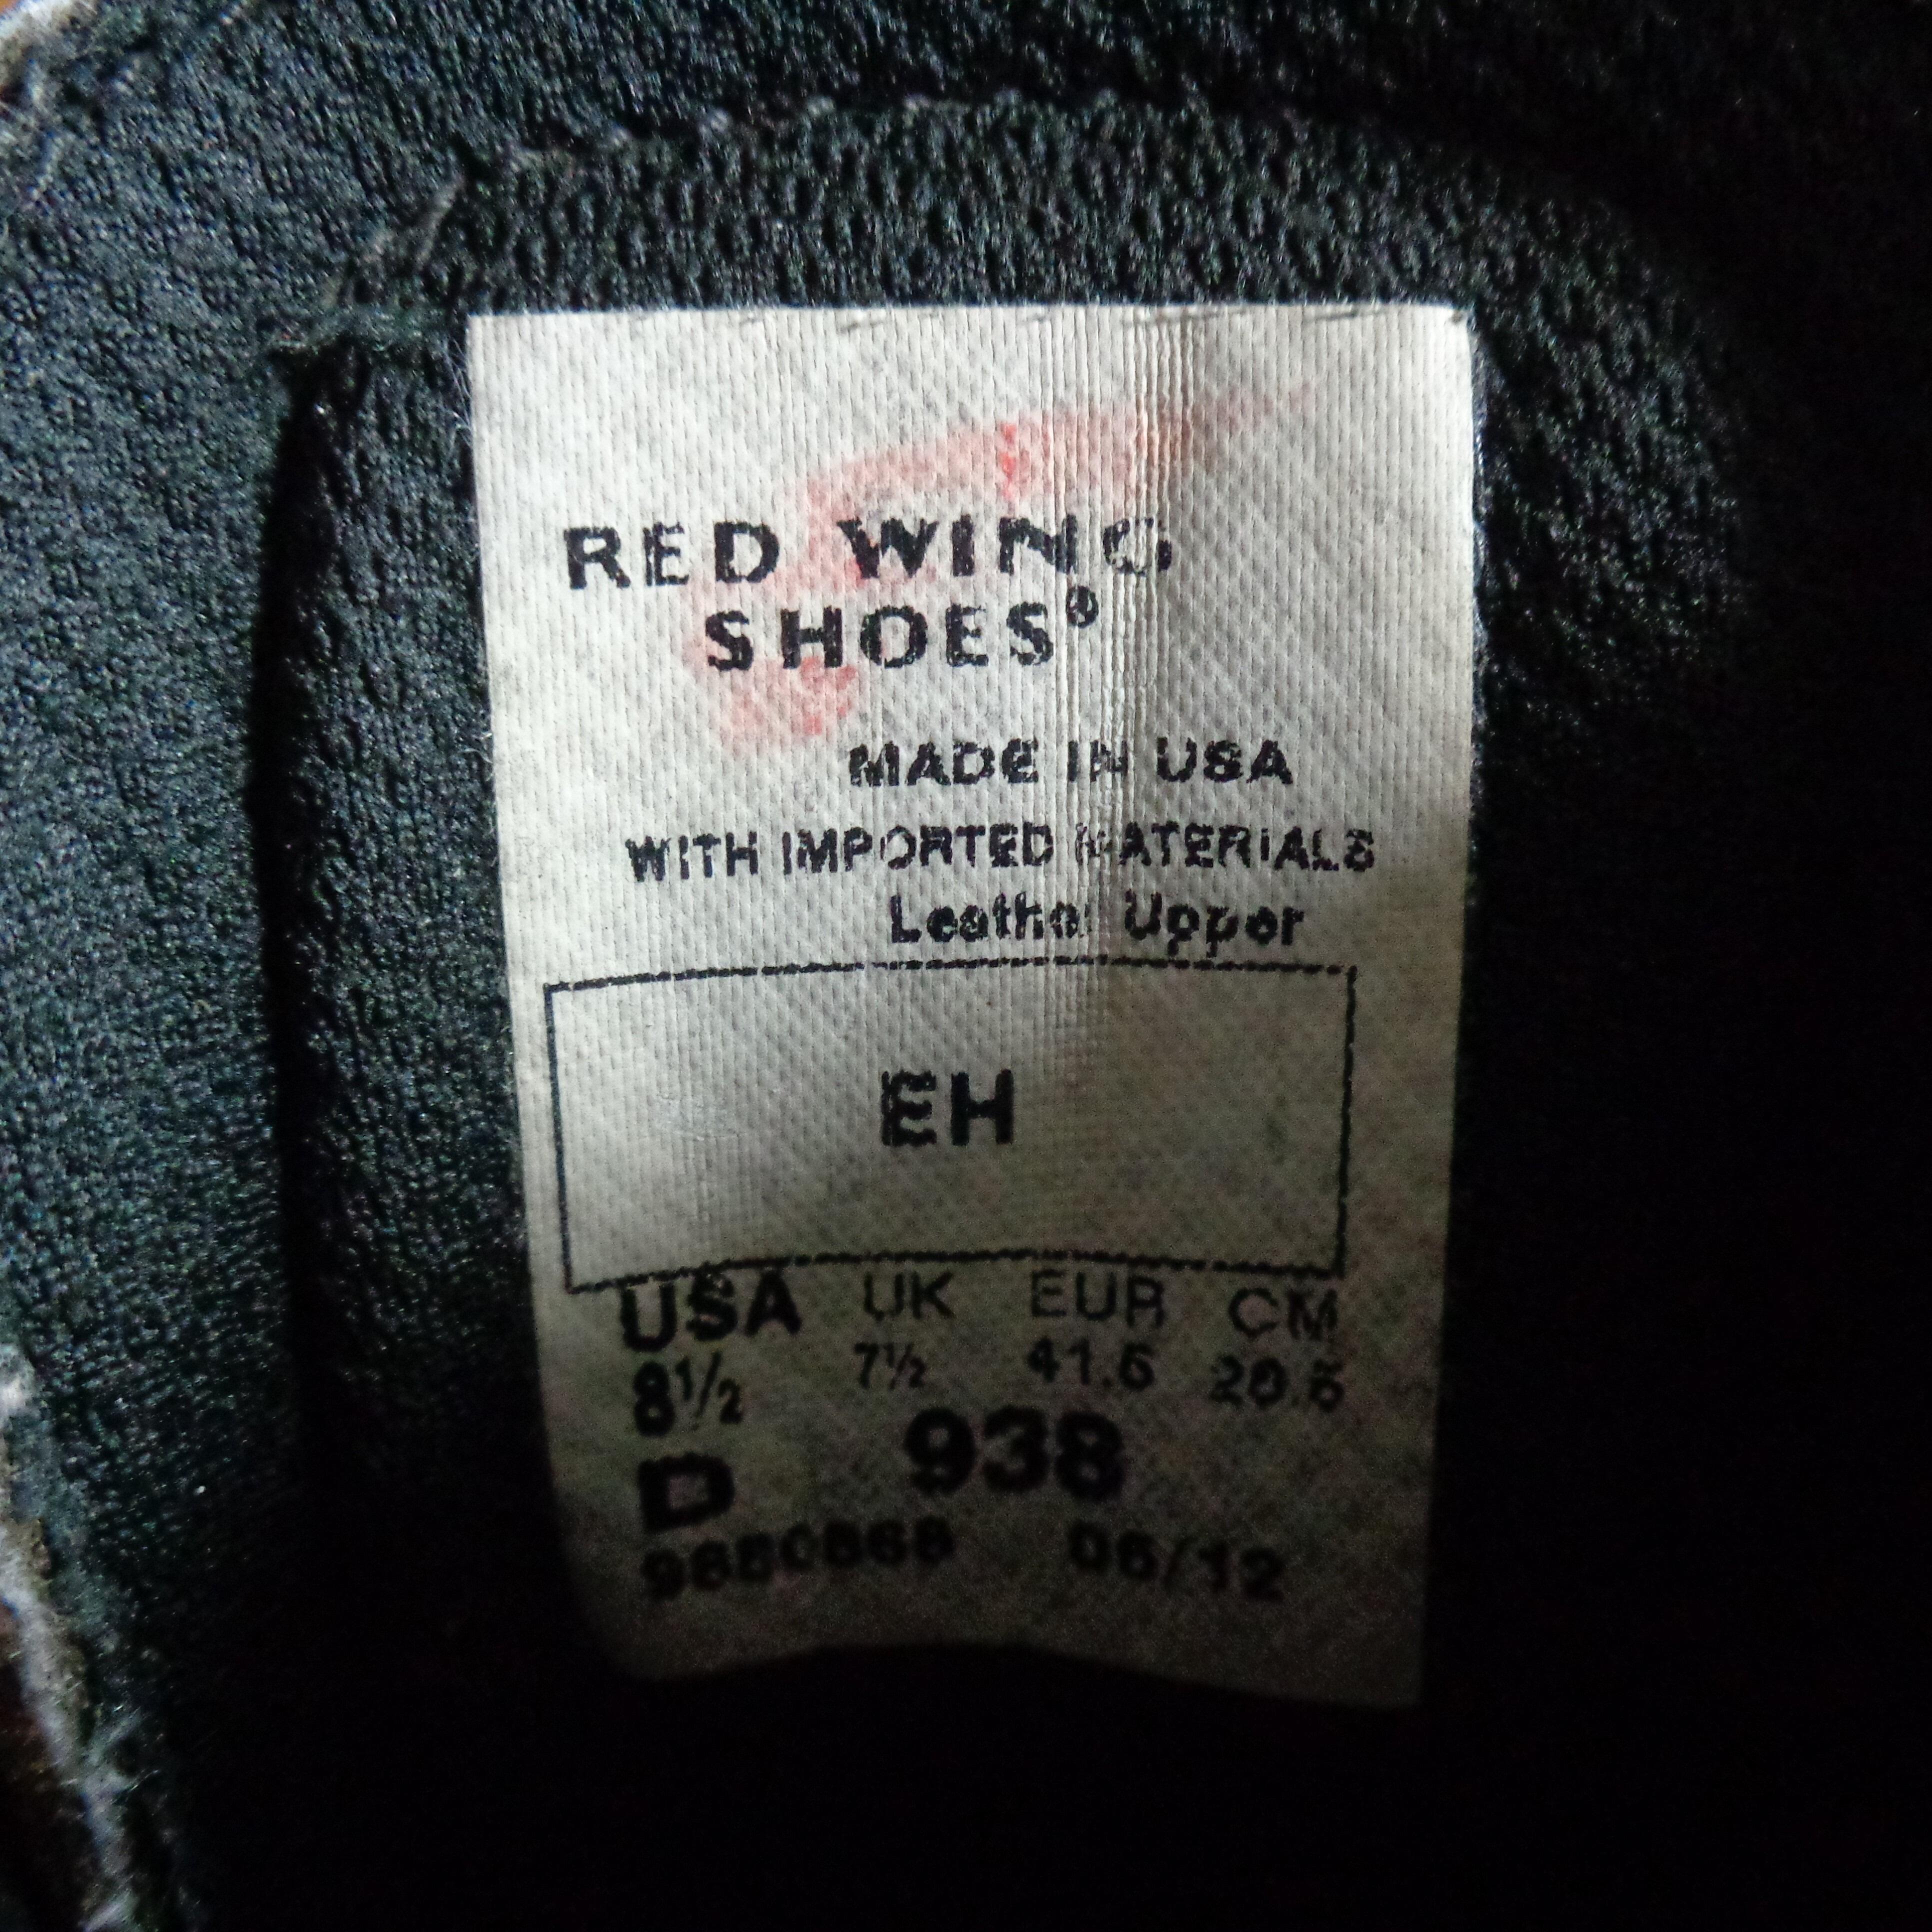 RED WING
SHOES®
MADE IN USA
WITH IMPORTED MATERIALS
Leather Upper
EH
USA UK EUR CM
8½ 7½ 41.5 26.5
D 938
06/12